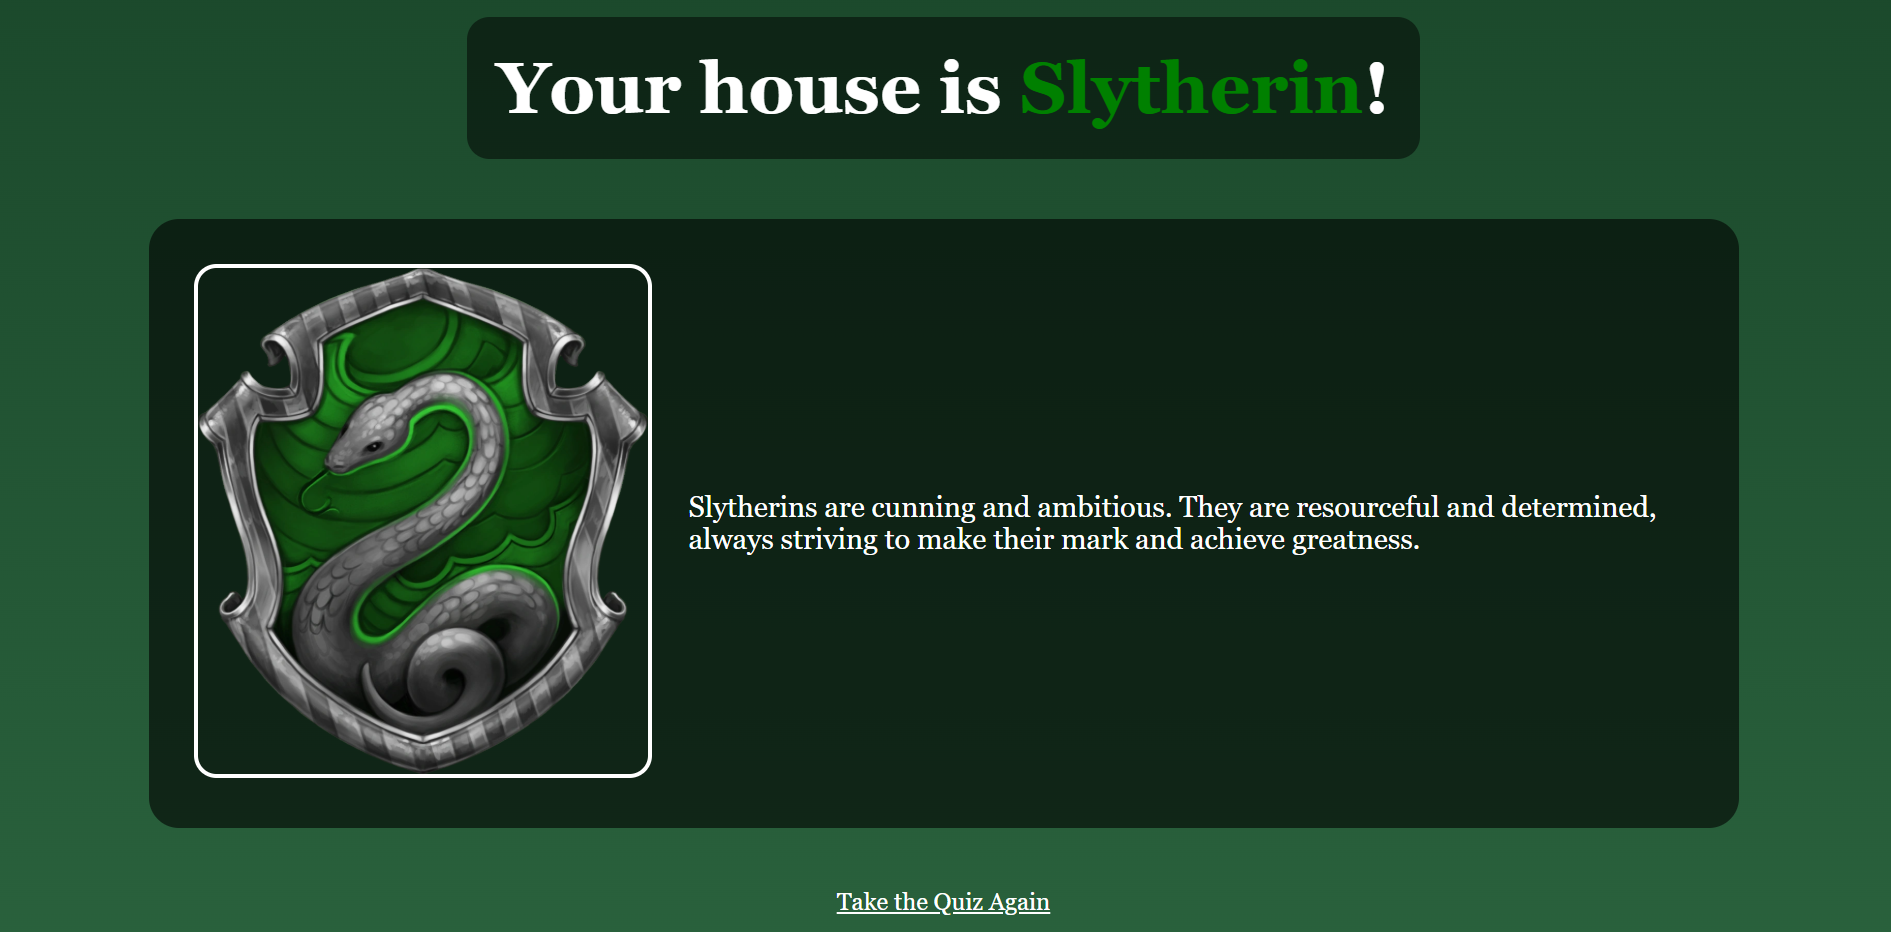 Your house is Slytherin!
Slytherins are cunning and ambitious. They are resourceful and determined,
always striving to make their mark and achieve greatness.
Take the Quiz Again